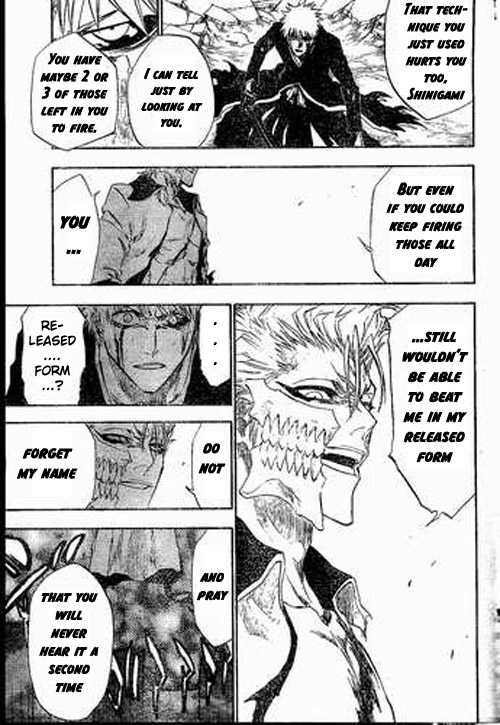 THAT TECH-
NIQUE YOU
JUST USED
HURTS YOU
TOO,
SHINIGAMI
I CAN TELL
JUST BY
LOOKING AT
YOU.
YOU HAVE
MAYBE 2 OR
3 OF THOSE
LEFT IN YOU
TO FIRE.
BUT EVEN
IF YOU COULD
KEEP FIRING
THOSE ALL
DAY
YOU
...
...STILL
WOULDN'T
BE ABLE
TO BEAT
ME IN MY
RELEASED
FORM
. . .
RE-
LEASED
....
FORM
...?
DO
NOT
FORGET
MY NAME
AND
PRAY
THAT YOU
WILL
NEVER
HEAR IT A
SECOND
TIME